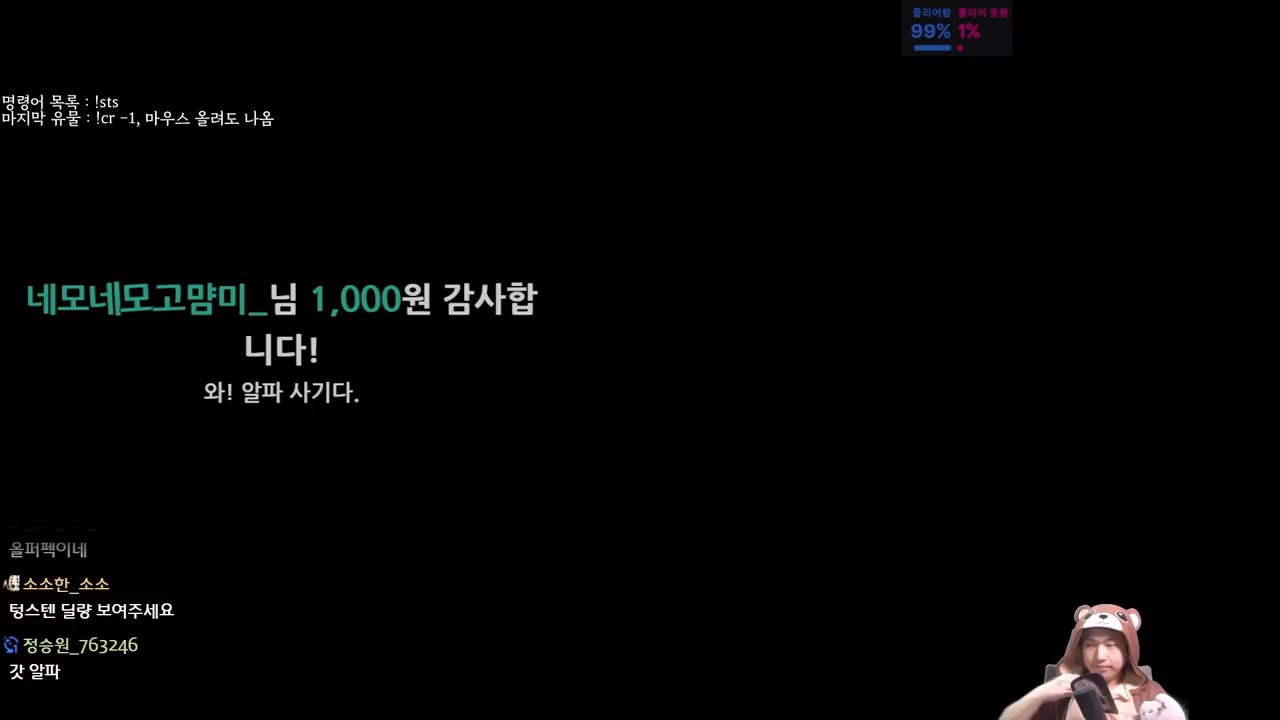 클리어함 클리어 못함
99% 1%
명령어 목록 : !sts
마지막 유물 : !cr -1, 마우스 올려도 나옴
네모네모고먐미_님 1,000원 감사합
니다!
와! 알파 사기다.
올퍼펙이네
소소한_소소
텅스텐 딜량 보여주세요
정승원_763246
갓 알파